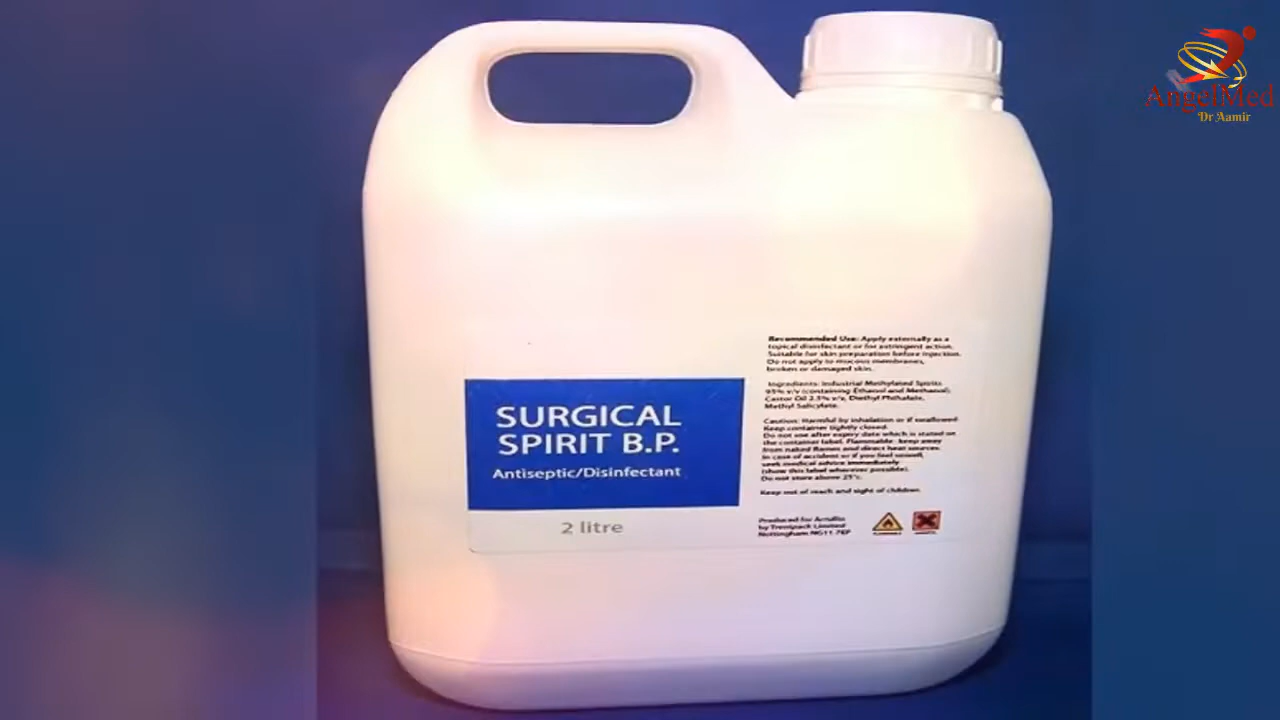 AngelMed
Dr Aamir
SURGICAL
SPIRIT B.P.
Antiseptic/Disinfectant
2 litre
Recommended Use: Apply externally as a
topical disinfectant or for astringent action.
Suitable for skin preparation before injection.
Do not apply to mucous membranes,
broken or damaged skin.
Ingredients: Industrial Methylated Spirits
95% v/v (containing Ethanol and Methanol),
Castor Oil 2.5% v/v, Diethyl Phthalate,
Methyl Salicylate.
Caution: Harmful by inhalation or if swallowed
Keep container tightly closed.
Do not use after expiry date which is stated on
the container label. Flammable: keep away
from naked flames and direct heat sources.
In case of accident or if you feel unwell,
seek medical advice immediately
(show this label wherever possible).
Do not store above 25°c.
Keep out of reach and sight of children.
Produced for
by Limited
Nottingham NG11 7EP